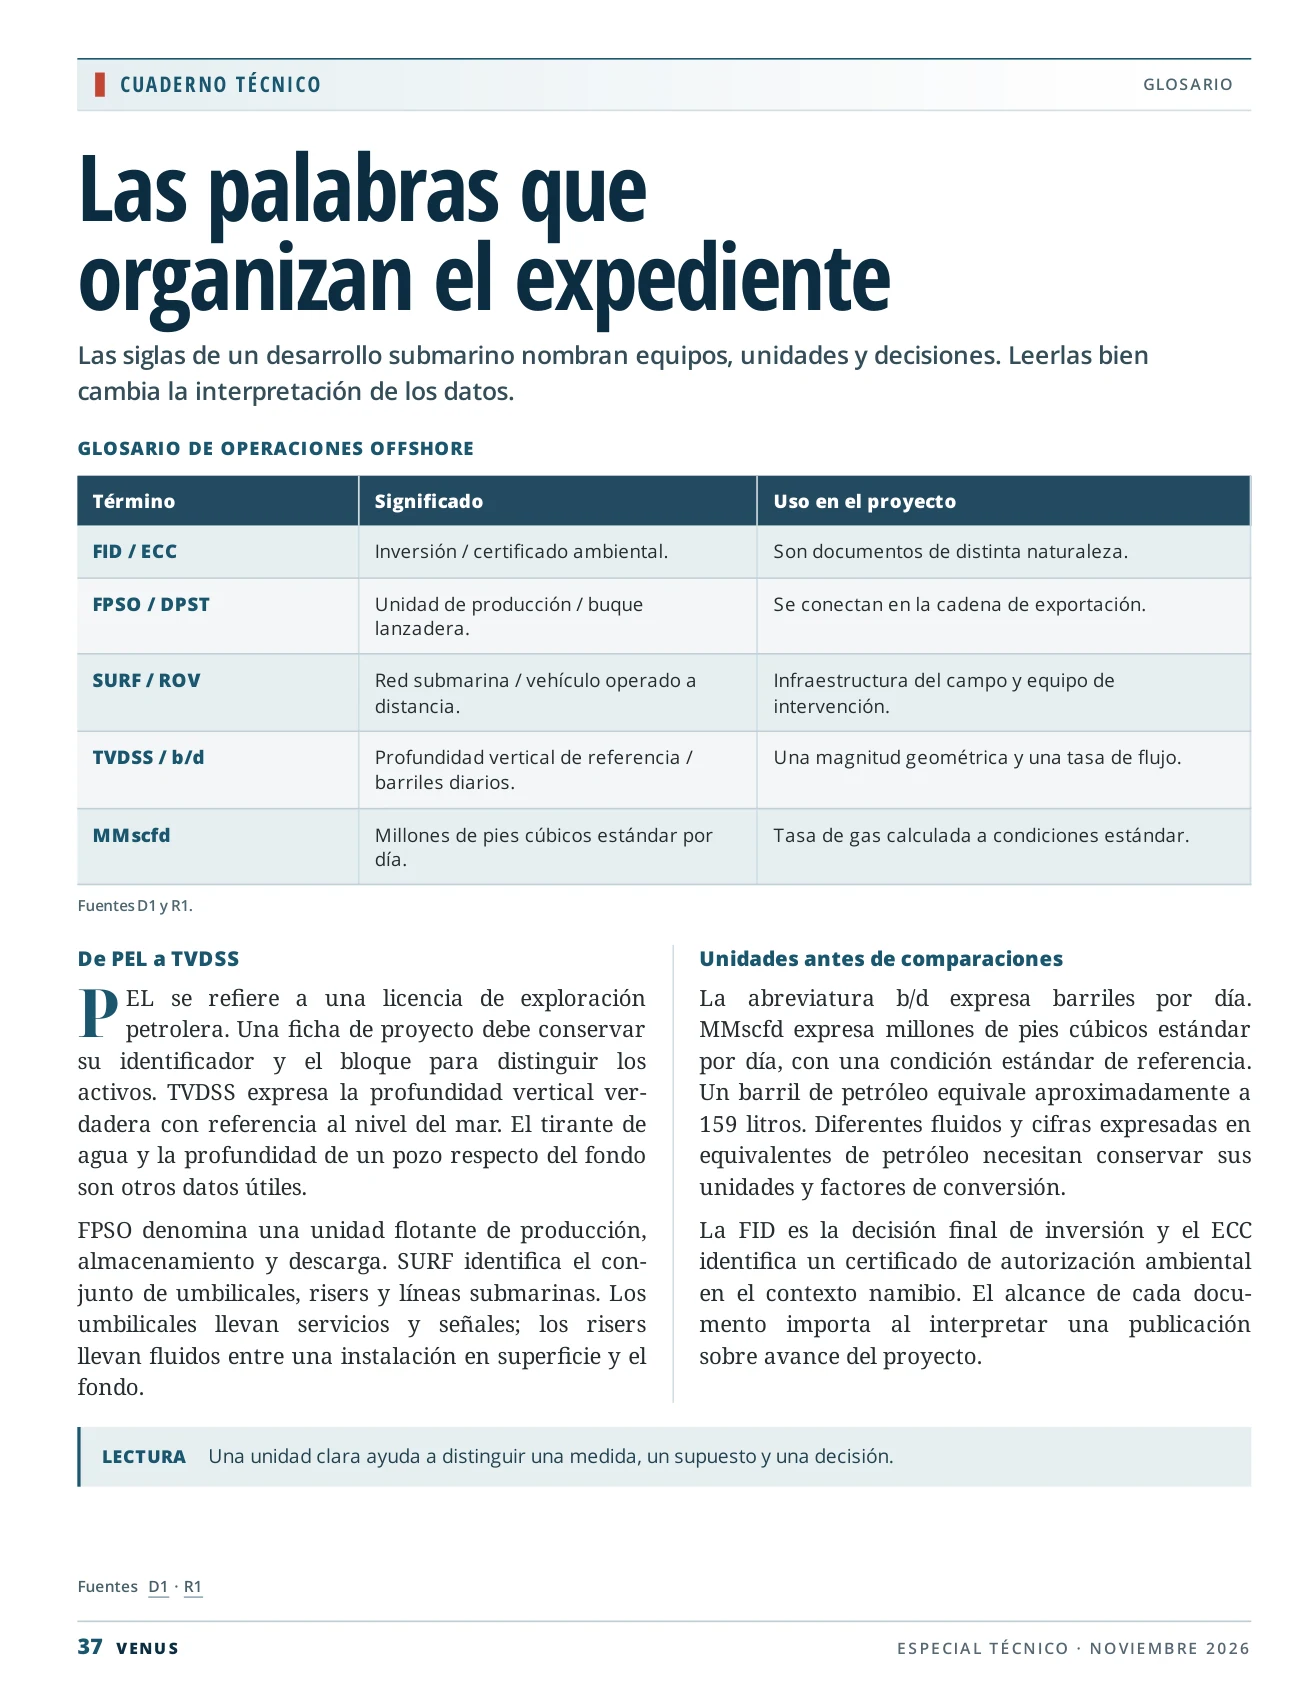 CUADERNO TÉCNICO
GLOSARIO
Las palabras que
organizan el expediente
Las siglas de un desarrollo submarino nombran equipos, unidades y decisiones. Leerlas bien
cambia la interpretación de los datos.
GLOSARIO DE OPERACIONES OFFSHORE
Término Significado Uso en el proyecto
FID / ECC Inversión / certificado ambiental. Son documentos de distinta naturaleza.
FPSO / DPST Unidad de producción / buque Se conectan en la cadena de exportación.
lanzadera.
SURF / ROV Red submarina / vehículo operado a Infraestructura del campo y equipo de
distancia. intervención.
TVDSS / b/d Profundidad vertical de referencia / Una magnitud geométrica y una tasa de flujo.
barriles diarios.
MMscfd Millones de pies cúbicos estándar por Tasa de gas calculada a condiciones estándar.
día.
Fuentes D1 y R1.
De PEL a TVDSS
PEL se refiere a una licencia de exploración
petrolera. Una ficha de proyecto debe conservar
su identificador y el bloque para distinguir los
activos. TVDSS expresa la profundidad vertical ver-
dadera con referencia al nivel del mar. El tirante de
agua y la profundidad de un pozo respecto del fondo
son otros datos útiles.
FPSO denomina una unidad flotante de producción,
almacenamiento y descarga. SURF identifica el con-
junto de umbilicales, risers y líneas submarinas. Los
umbilicales llevan servicios y señales; los risers
llevan fluidos entre una instalación en superficie y el
fondo.
Unidades antes de comparaciones
La abreviatura b/d expresa barriles por día.
MMscfd expresa millones de pies cúbicos estándar
por día, con una condición estándar de referencia.
Un barril de petróleo equivale aproximadamente a
159 litros. Diferentes fluidos y cifras expresadas en
equivalentes de petróleo necesitan conservar sus
unidades y factores de conversión.
La FID es la decisión final de inversión y el ECC
identifica un certificado de autorización ambiental
en el contexto namibio. El alcance de cada docu-
mento importa al interpretar una publicación
sobre avance del proyecto.
LECTURA Una unidad clara ayuda a distinguir una medida, un supuesto y una decisión.
Fuentes D1 · R1
37 VENUS
ESPECIAL TÉCNICO · NOVIEMBRE 2026